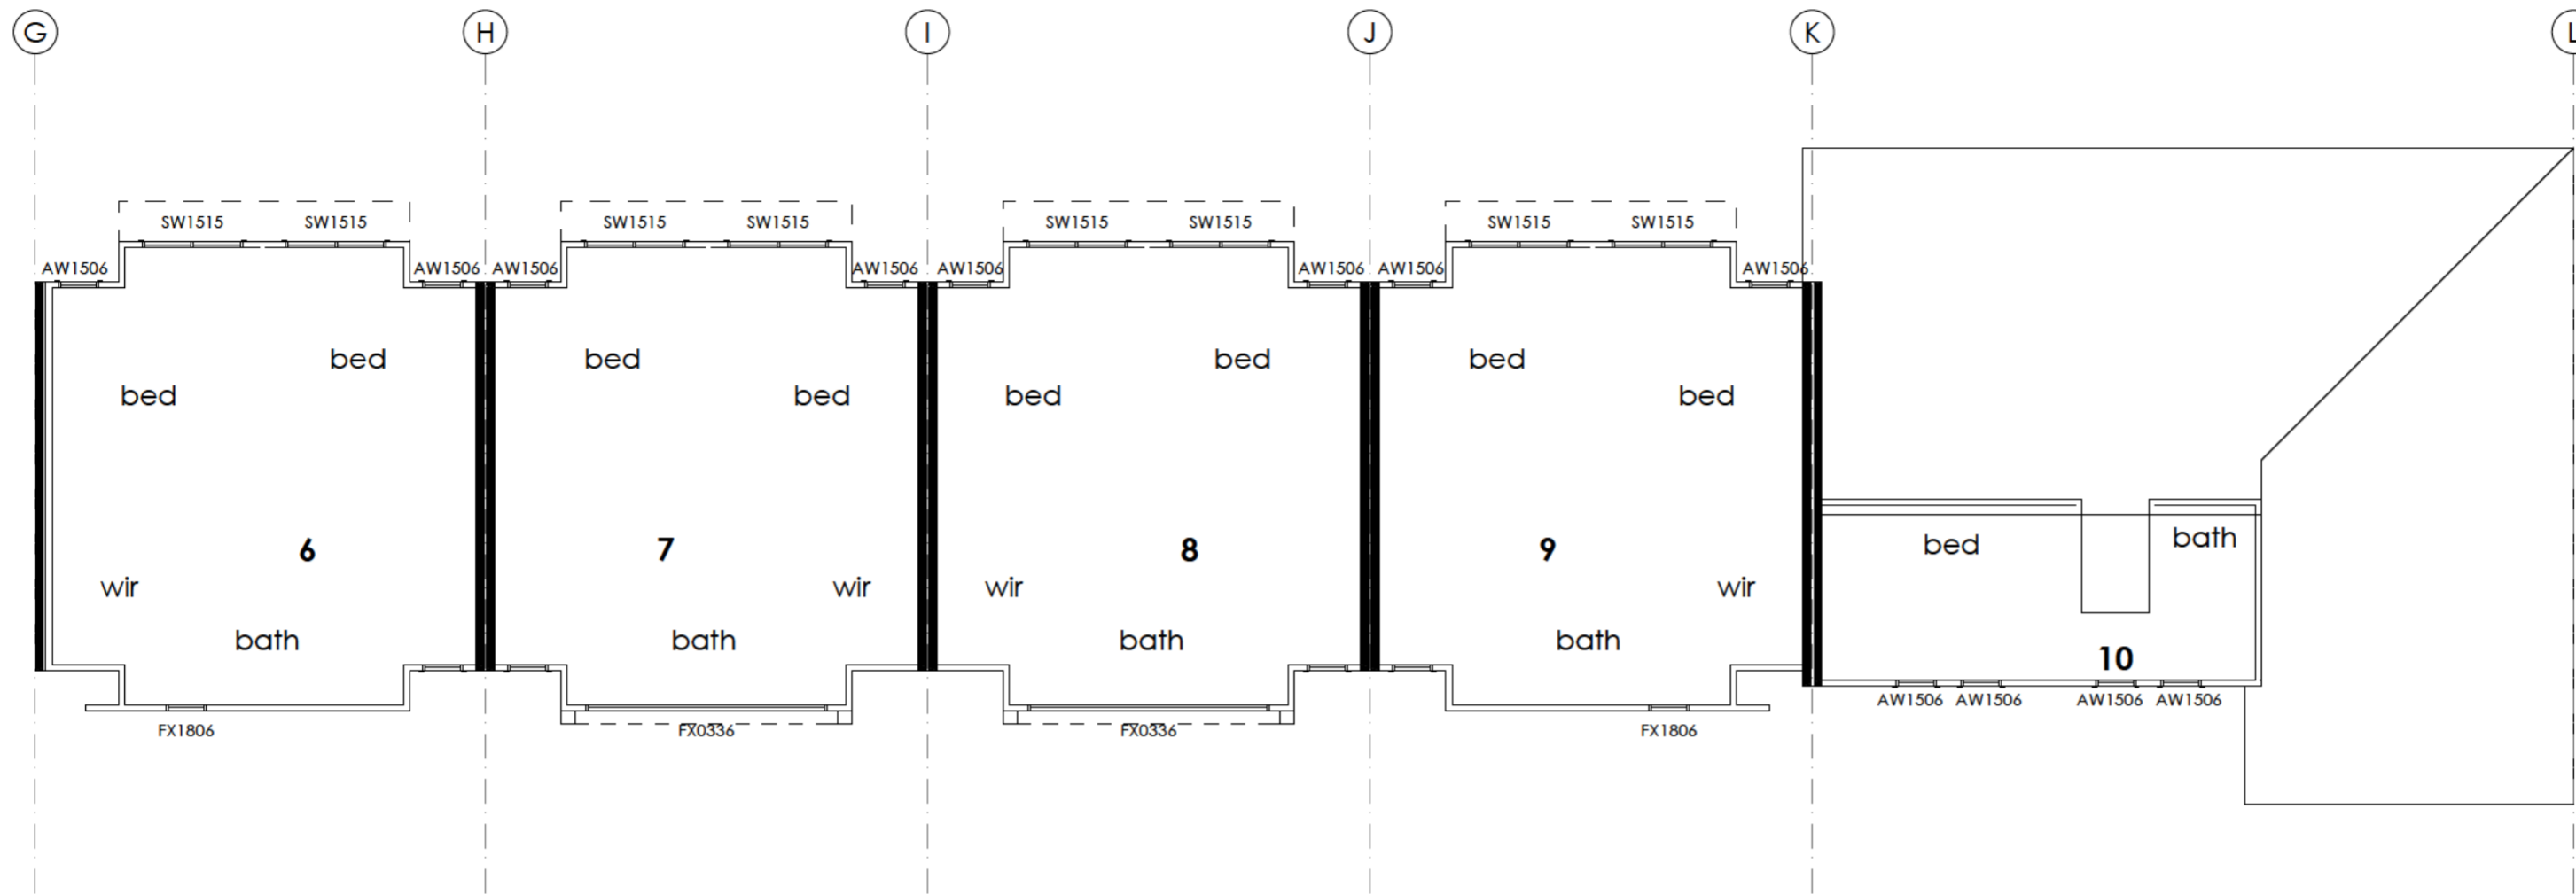 G H I J K L
SW1515 SW1515 SW1515 SW1515 SW1515 SW1515 SW1515 SW1515
AW1506 AW1506 AW1506 AW1506 AW1506 AW1506 AW1506 AW1506
bed bed bed bed
bed bed bed bed
bed bath
6 7 8 9
wir wir wir wir
bath bath bath bath
10
AW1506 AW1506 AW1506 AW1506
FX1806 FX0336 FX0336 FX1806